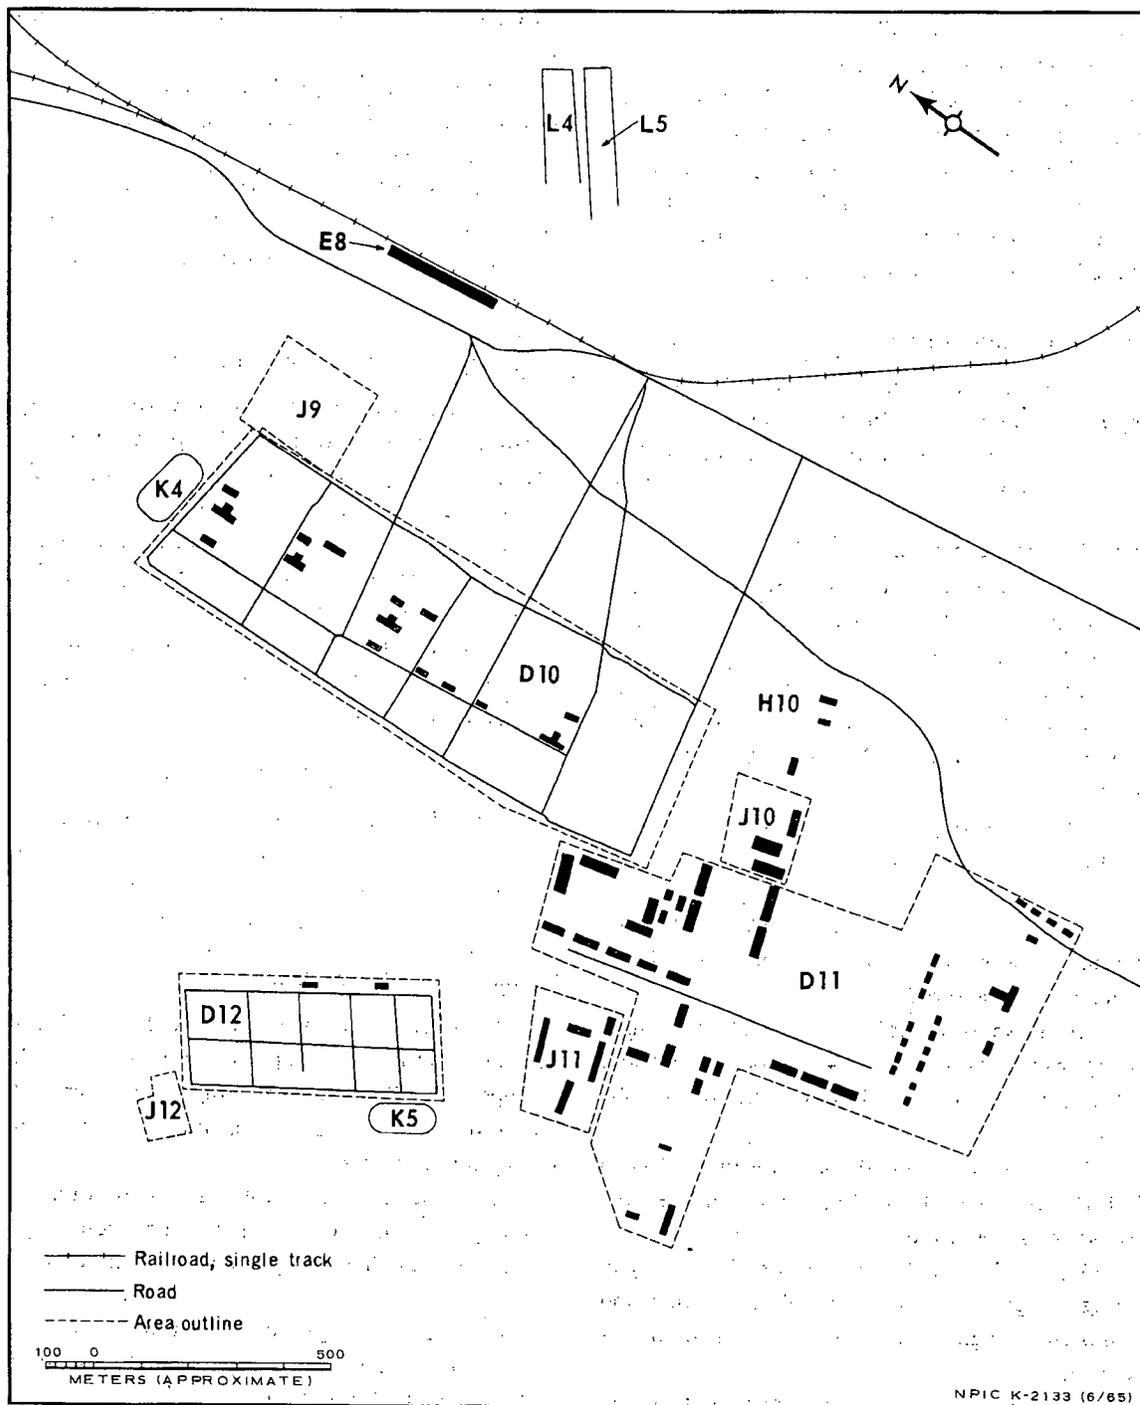 N
L4 L5
E8
J9
K4
D10
H10
J10
D11
D12
J11
J12
K5
Railroad, single track
Road
Area outline
100 0 500
METERS (APPROXIMATE)
NPIC K-2133 (6/65)